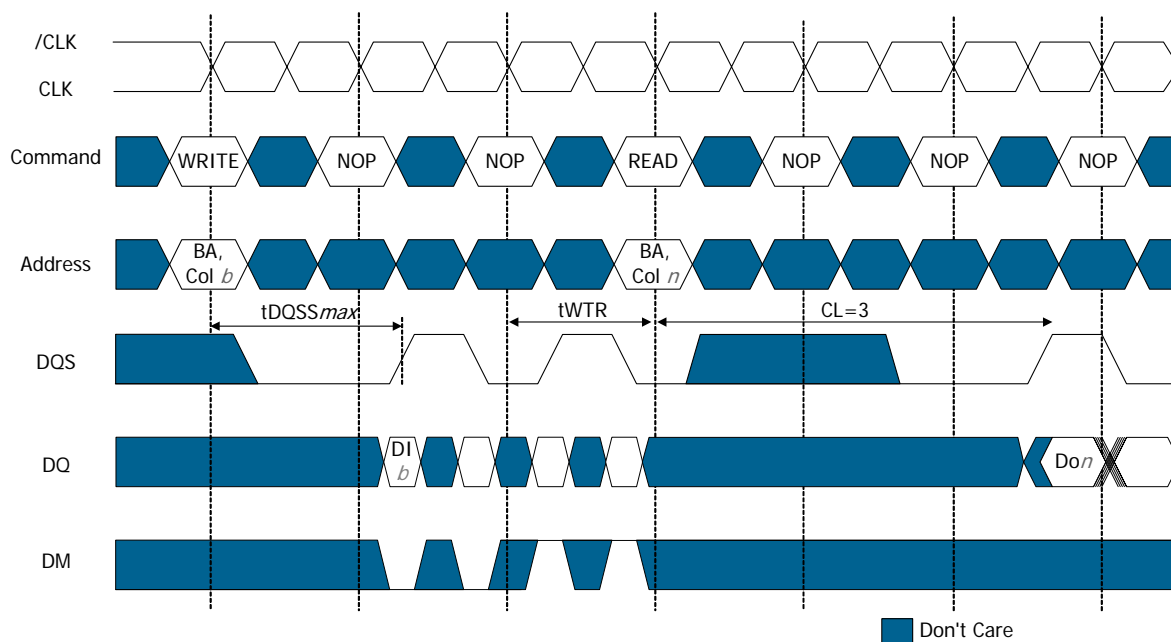 /CLK
CLK
Command
WRITE NOP NOP READ NOP NOP NOP
Address
BA,
Col b
BA,
Col n
tDQSSmax
tWTR
CL=3
DQS
DQ
DI
b
Don
DM
Don't Care